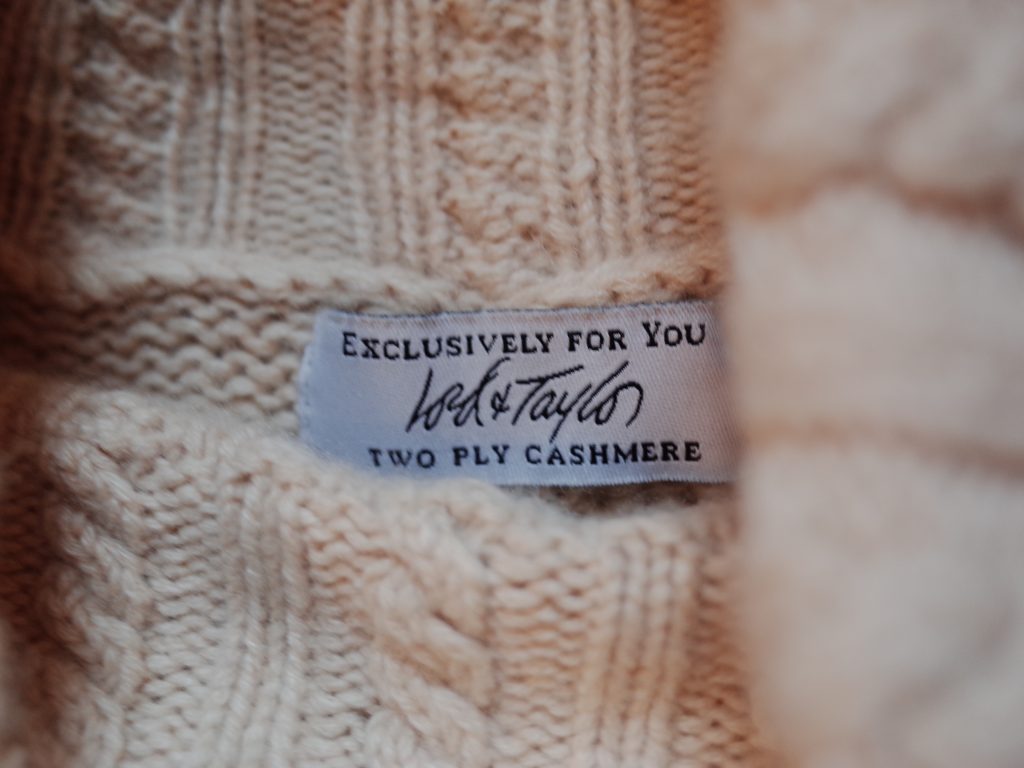 Exclusively for You
Lord & Taylor
TWO PLY CASHMERE